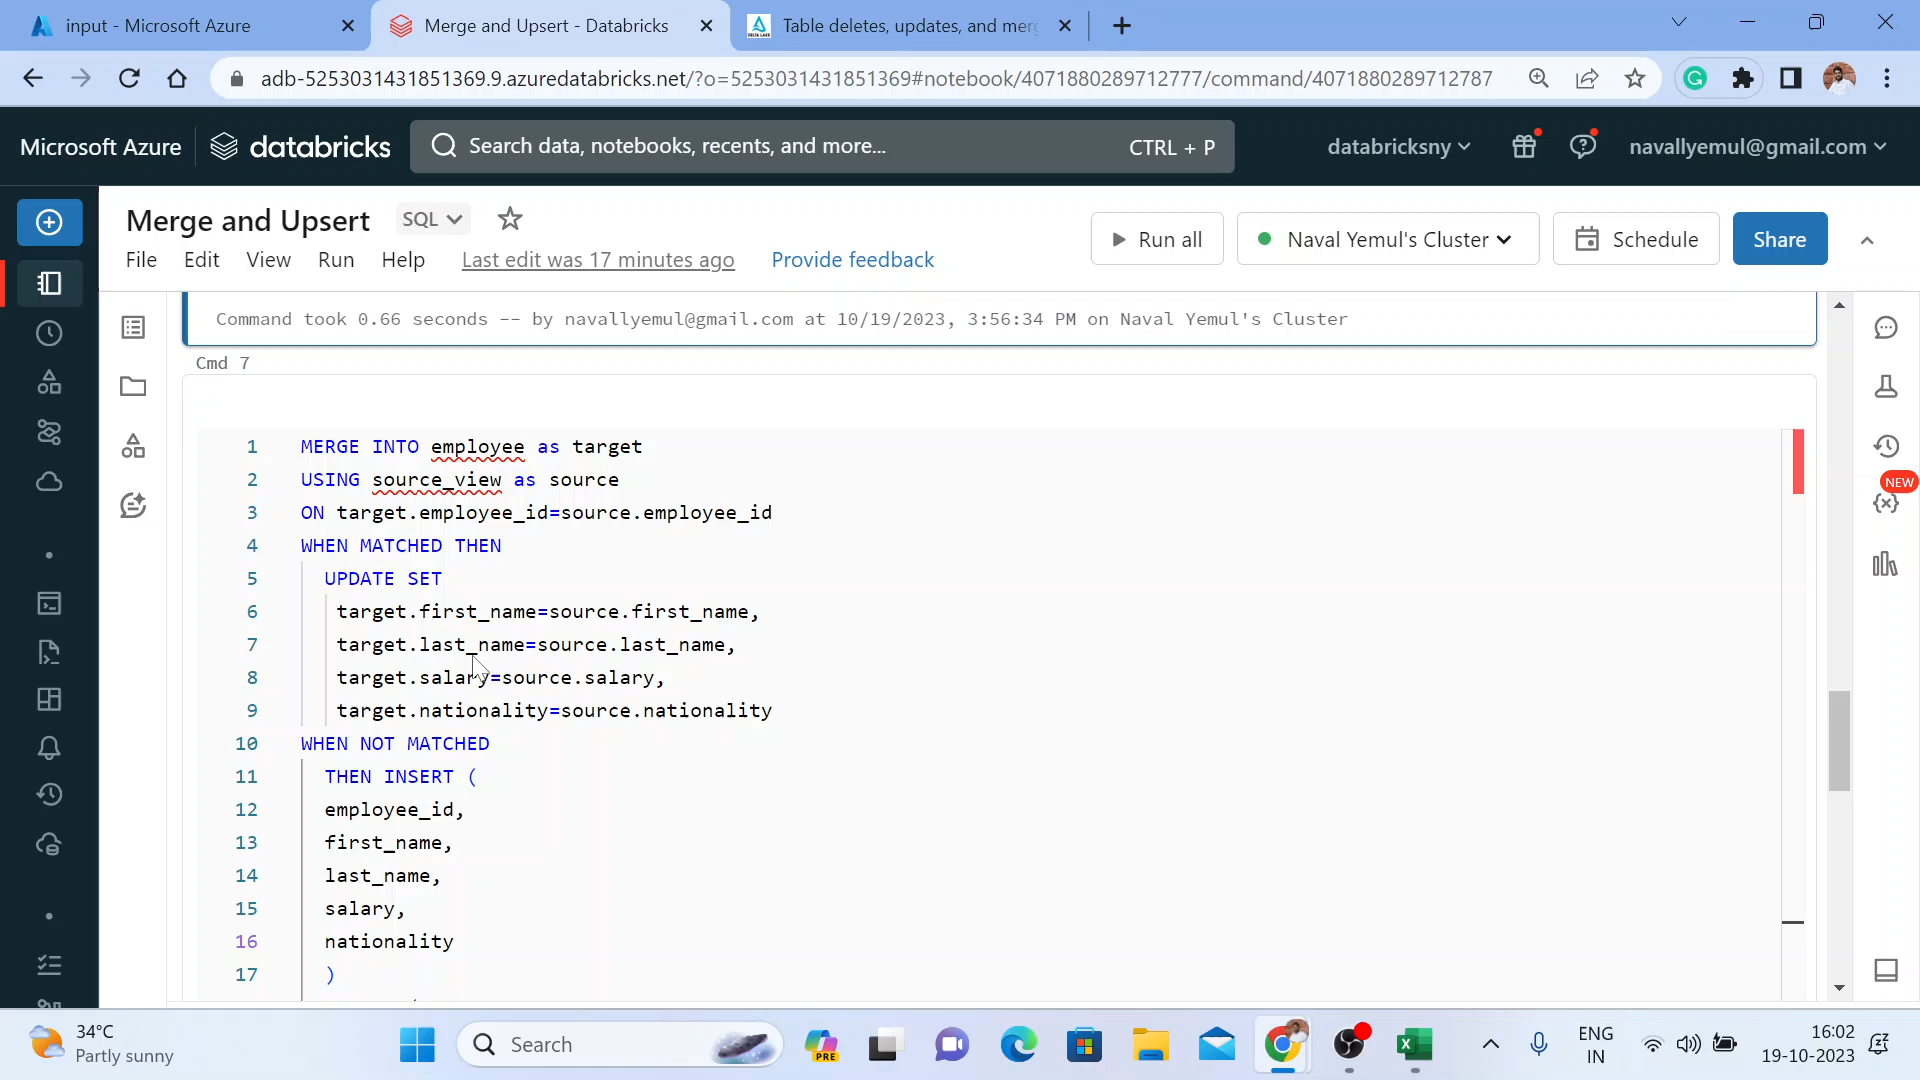 input - Microsoft Azure
Merge and Upsert - Databricks
Table deletes, updates, and mer
adb-5253031431851369.9.azuredatabricks.net/?o=5253031431851369#notebook/4071880289712777/command/4071880289712787
Microsoft Azure
databricks
Search data, notebooks, recents, and more...
CTRL + P
databricksny
navallyemul@gmail.com
Merge and Upsert
SQL
File Edit View Run Help
Last edit was 17 minutes ago
Provide feedback
Run all
Naval Yemul's Cluster
Schedule
Share
Command took 0.66 seconds -- by navallyemul@gmail.com at 10/19/2023, 3:56:34 PM on Naval Yemul's Cluster
Cmd 7
1 MERGE INTO employee as target
2 USING source_view as source
3 ON target.employee_id=source.employee_id
4 WHEN MATCHED THEN
5 UPDATE SET
6 target.first_name=source.first_name,
7 target.last_name=source.last_name,
8 target.salary=source.salary,
9 target.nationality=source.nationality
10 WHEN NOT MATCHED
11 THEN INSERT (
12 employee_id,
13 first_name,
14 last_name,
15 salary,
16 nationality
17 )
NEW
34°C
Partly sunny
Search
PRE
ENG
IN
16:02
19-10-2023